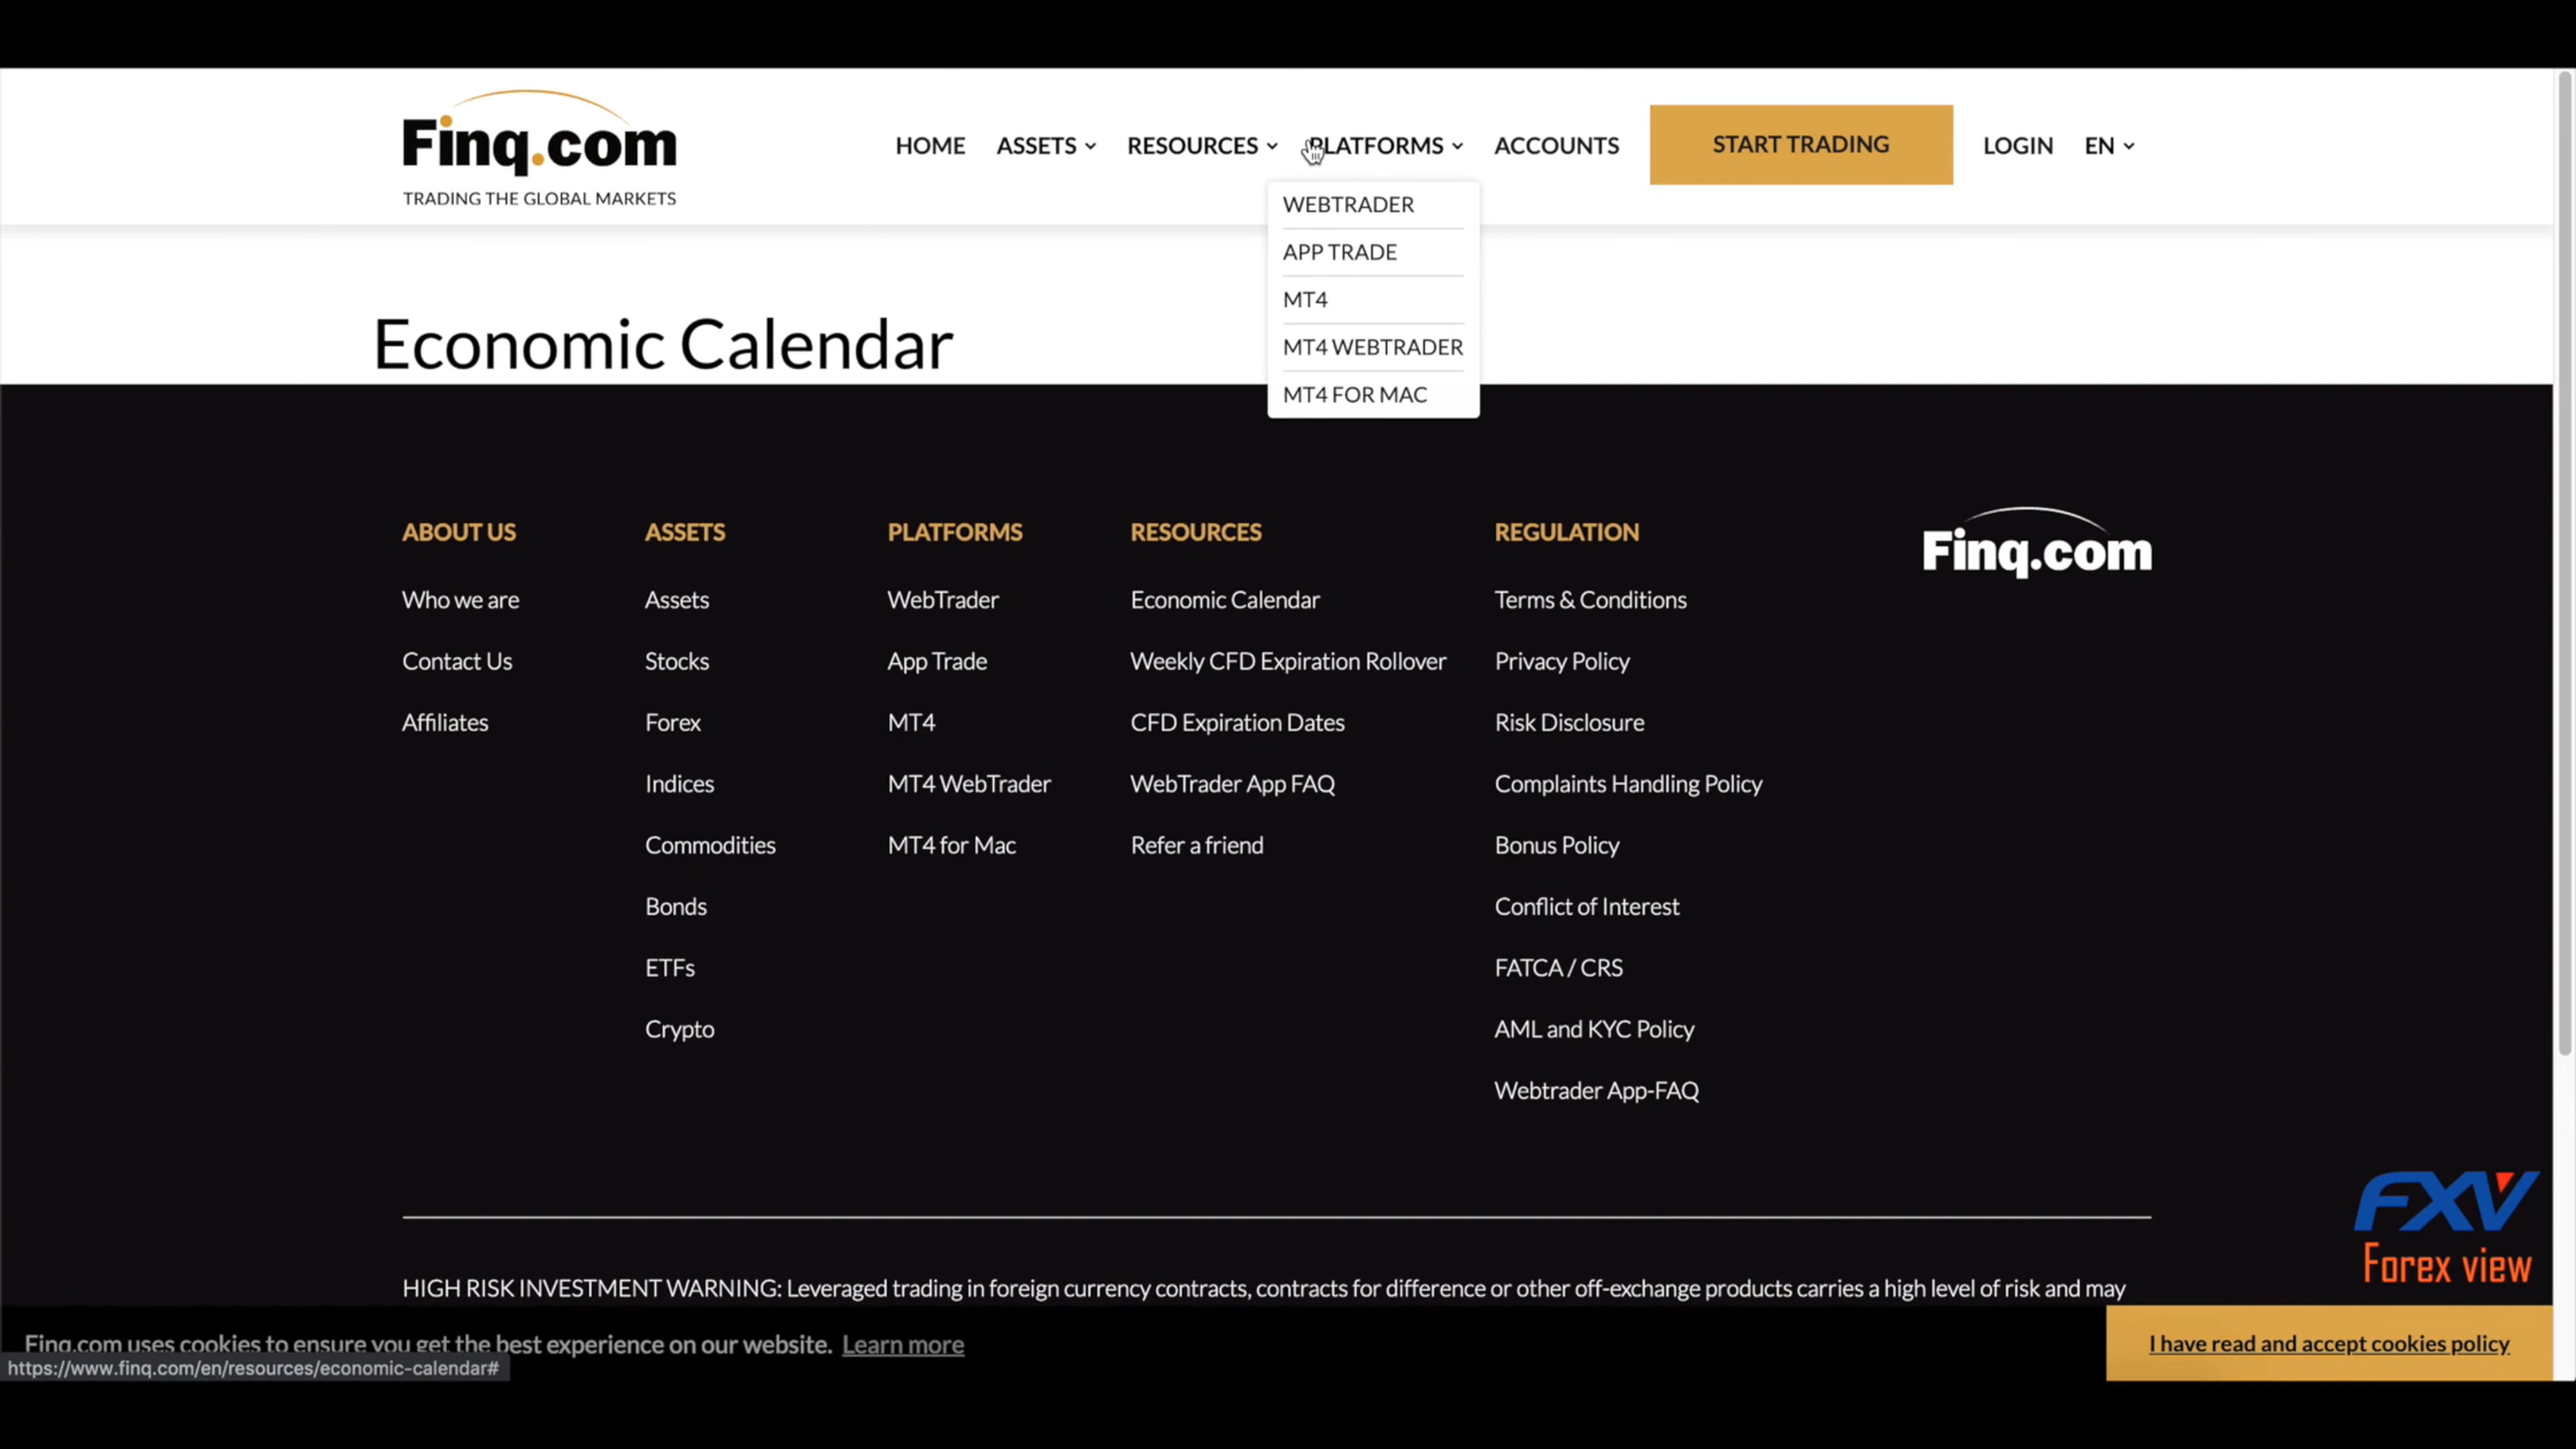 Finq.com
TRADING THE GLOBAL MARKETS
HOME ASSETS RESOURCES PLATFORMS ACCOUNTS START TRADING LOGIN EN
WEBTRADER
APP TRADE
MT4
MT4 WEBTRADER
MT4 FOR MAC
Economic Calendar
ABOUT US
Who we are
Contact Us
Affiliates
ASSETS
Assets
Stocks
Forex
Indices
Commodities
Bonds
ETFs
Crypto
PLATFORMS
WebTrader
App Trade
MT4
MT4 WebTrader
MT4 for Mac
RESOURCES
Economic Calendar
Weekly CFD Expiration Rollover
CFD Expiration Dates
WebTrader App FAQ
Refer a friend
REGULATION
Terms & Conditions
Privacy Policy
Risk Disclosure
Complaints Handling Policy
Bonus Policy
Conflict of Interest
FATCA / CRS
AML and KYC Policy
Webtrader App-FAQ
Finq.com
FXV
Forex view
HIGH RISK INVESTMENT WARNING: Leveraged trading in foreign currency contracts, contracts for difference or other off-exchange products carries a high level of risk and may
Finq.com uses cookies to ensure you get the best experience on our website. Learn more
I have read and accept cookies policy
https://www.finq.com/en/resources/economic-calendar#